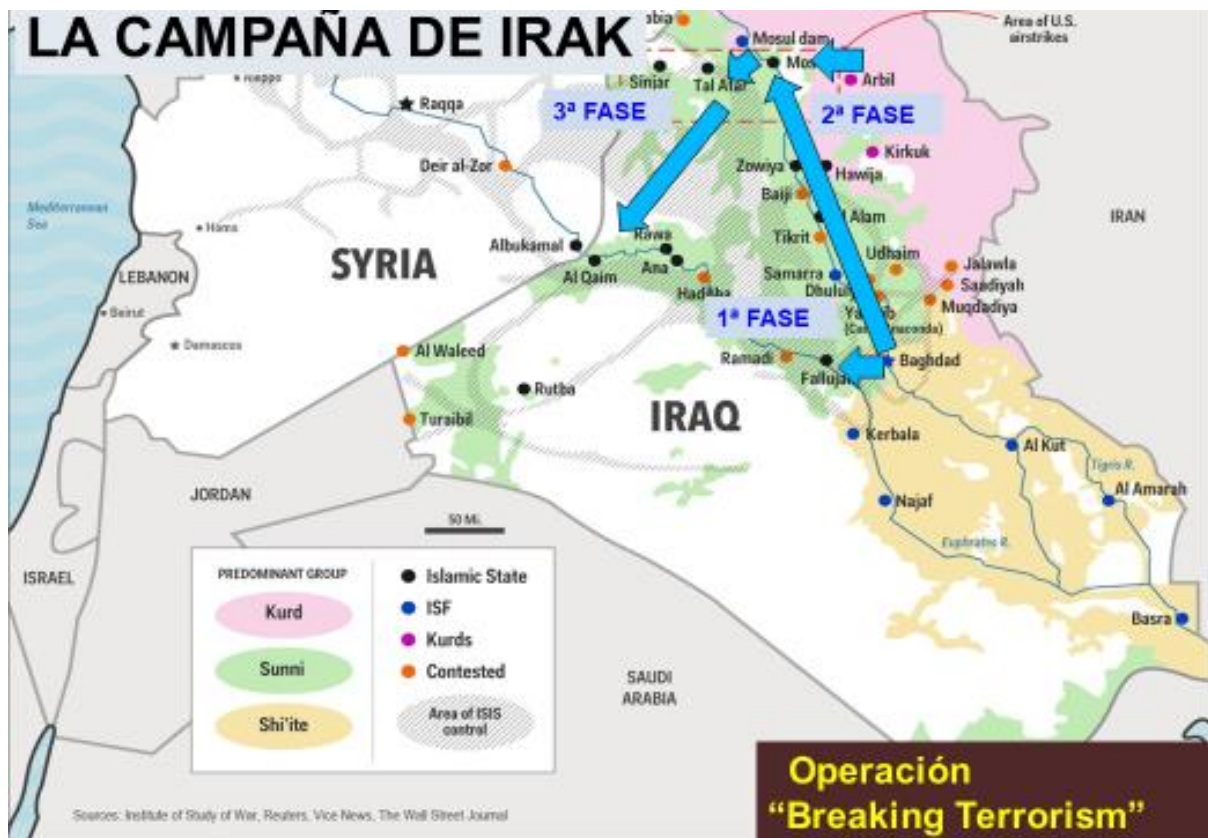 LA CAMPAÑA DE IRAK
Area of U.S.
airstrikes
Mosul dam
Arbil
Sinjar
Tal Afar
3ª FASE
2ª FASE
Raqqa
Kirkuk
Deir al-Zor
Zowiya
Hawija
Baiji
IRAN
Mediterranean
Sea
Hama
Alam
Tikrit
Udhaim
Albukamal
Rawa
SYRIA
Al Qaim
Ana
Samarra
Jalawla
Saadiyah
Muqdadiya
LEBANON
Beirut
1ª FASE
Damascus
Al Waleed
Ramadi
Baghdad
Rutba
IRAQ
Turaibil
Kerbala
Al Kut
Tigris R.
JORDAN
Najaf
Al Amarah
50 Mi.
Euphrates R.
ISRAEL
PREDOMINANT GROUP
Kurd
Sunni
Shi'ite
Islamic State
ISF
Kurds
Contested
Area of ISIS
control
Basra
SAUDI
ARABIA
Operación
“Breaking Terrorism”
Sources: Institute of Study of War, Reuters, Vice News, The Wall Street Journal